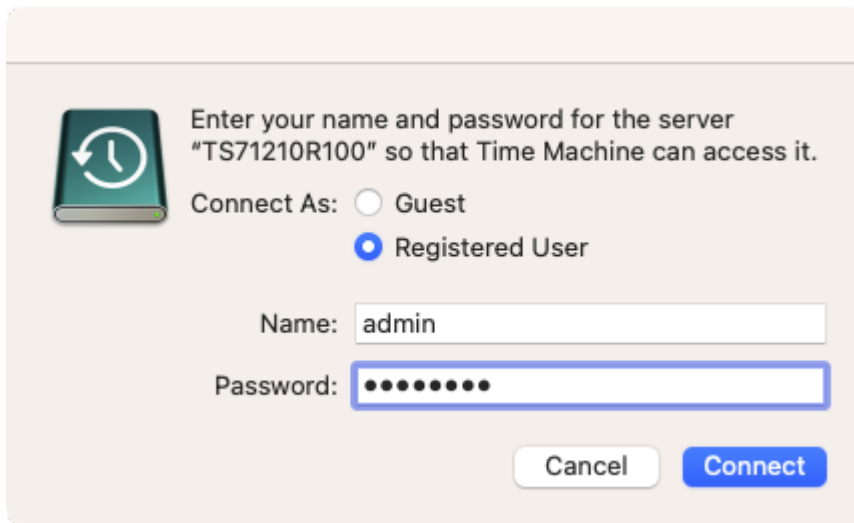 Enter your name and password for the server
“TS71210R100” so that Time Machine can access it.
Connect As: Guest
Registered User
Name: admin
Password: ••••••••
Cancel Connect